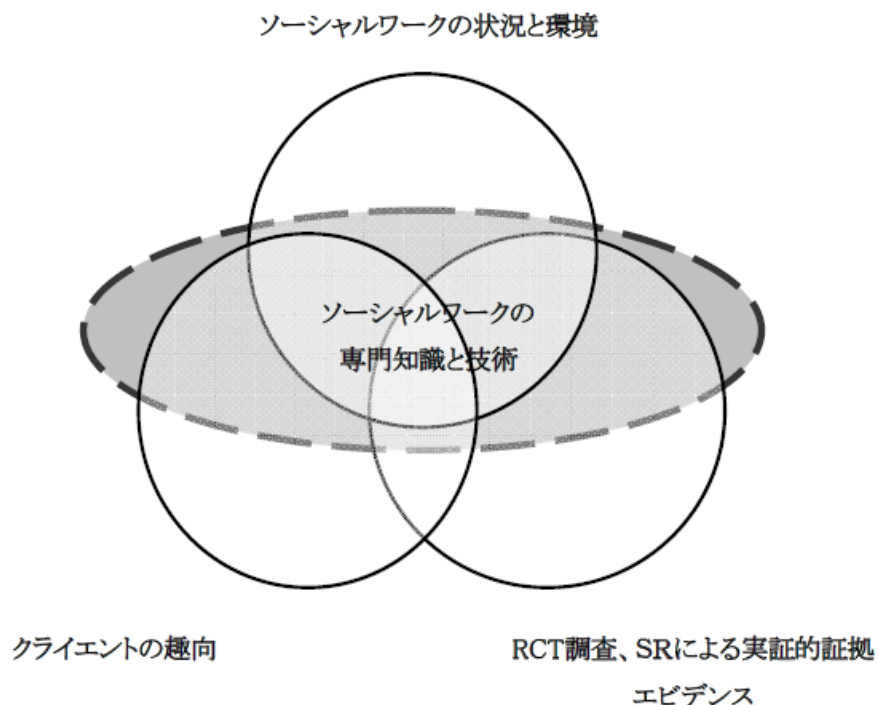 ソーシャルワークの状況と環境
ソーシャルワークの
専門知識と技術
クライエントの趣向
RCT調査、SRによる実証的証拠
エビデンス